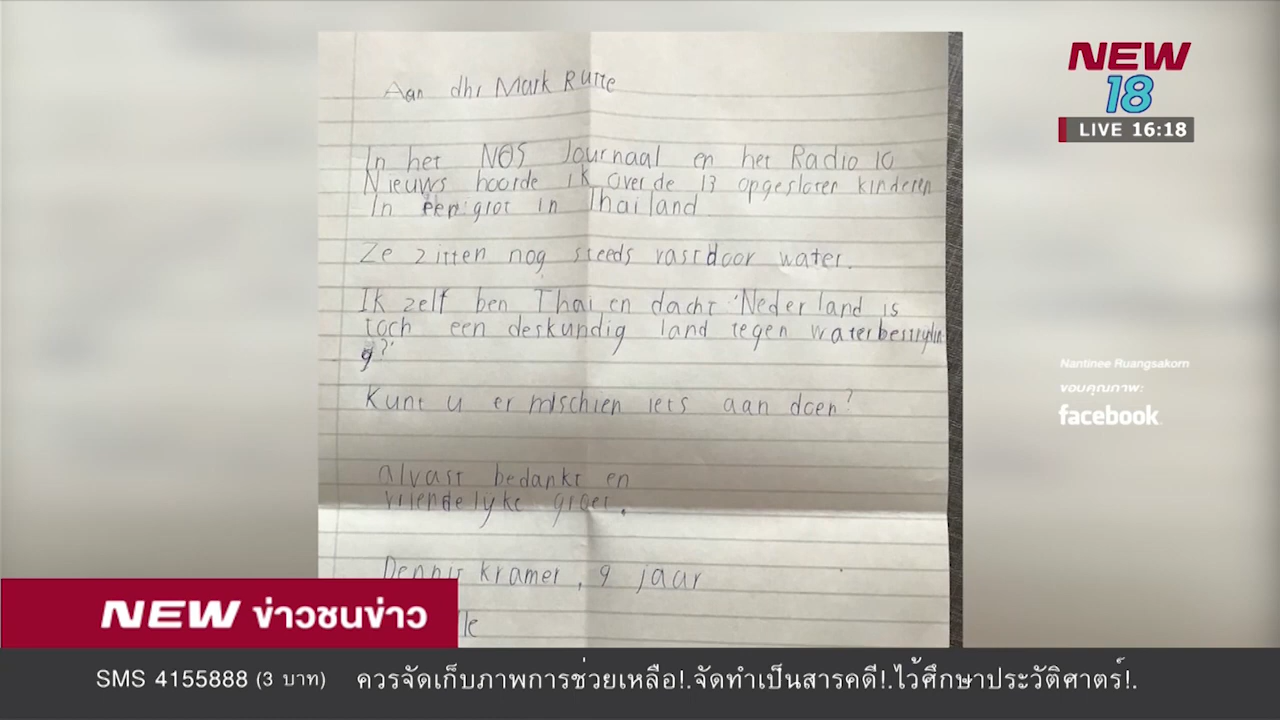 NEW
18
LIVE 16:18
Aan dhr Mark Rutte
In het NOS Journaal en het Radio 10
Nieuws hoorde ik over de 13 opgesloten kinderen
In een grot in Thailand
Ze zitten nog steeds vast door water.
Ik zelf ben Thai en dacht 'Nederland is
toch een deskundig land tegen waterbestryding
?'
Kunt u er misschien iets aan doen?
alvast bedankt en
vriendelyke groet.
Dennis Kramer, 9 jaar
lle
Nantinee Ruangsakorn
ขอบคุณภาพ:
facebook
NEW ข่าวชนข่าว
SMS 4155888 (3 บาท) ควรจัดเก็บภาพการช่วยเหลือ!.จัดทำเป็นสารคดี!.ไว้ศึกษาประวัติศาตร์!.